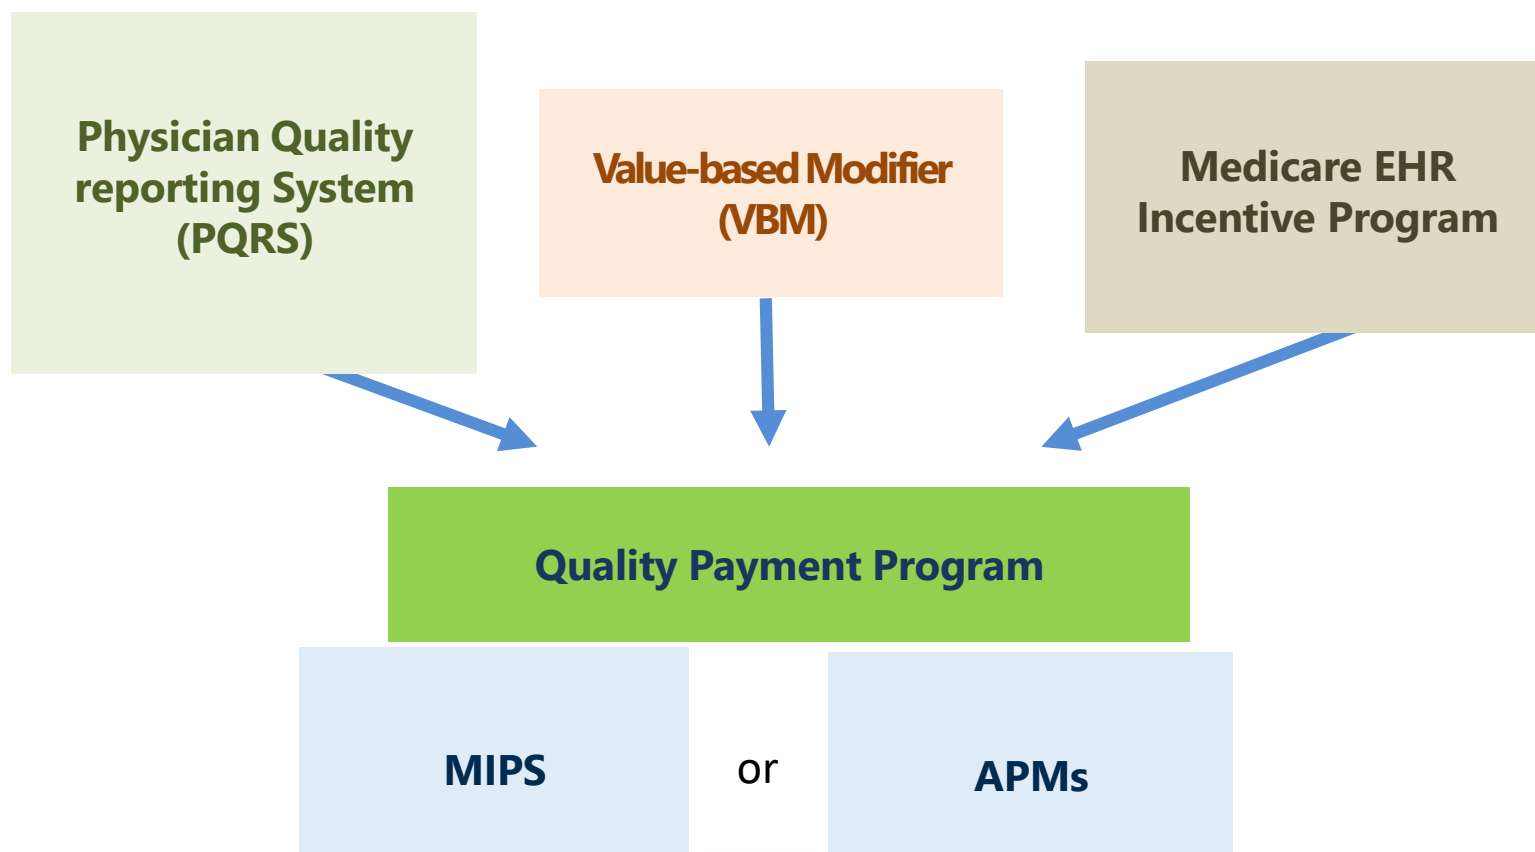 Physician Quality
reporting System
(PQRS)
Value-based Modifier
(VBM)
Medicare EHR
Incentive Program
Quality Payment Program
MIPS
or
APMs